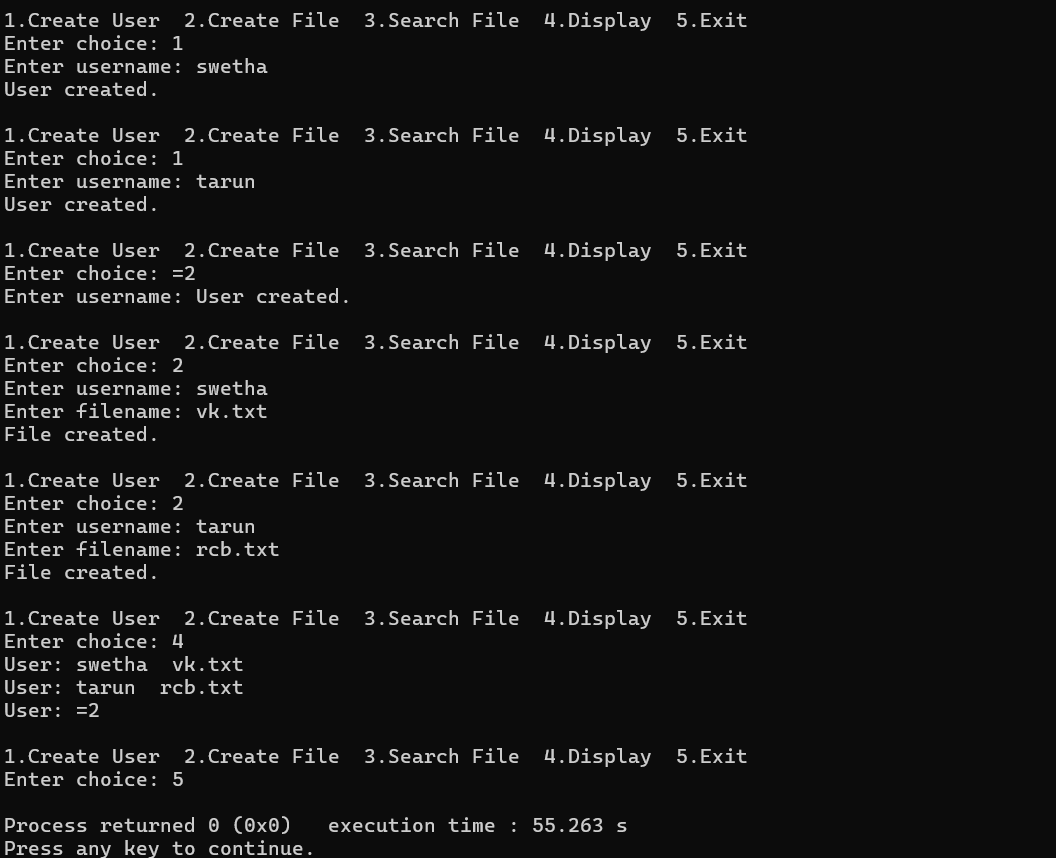 1.Create User  2.Create File  3.Search File  4.Display  5.Exit
Enter choice: 1
Enter username: swetha
User created.

1.Create User  2.Create File  3.Search File  4.Display  5.Exit
Enter choice: 1
Enter username: tarun
User created.

1.Create User  2.Create File  3.Search File  4.Display  5.Exit
Enter choice: =2
Enter username: User created.

1.Create User  2.Create File  3.Search File  4.Display  5.Exit
Enter choice: 2
Enter username: swetha
Enter filename: vk.txt
File created.

1.Create User  2.Create File  3.Search File  4.Display  5.Exit
Enter choice: 2
Enter username: tarun
Enter filename: rcb.txt
File created.

1.Create User  2.Create File  3.Search File  4.Display  5.Exit
Enter choice: 4
User: swetha  vk.txt
User: tarun  rcb.txt
User: =2

1.Create User  2.Create File  3.Search File  4.Display  5.Exit
Enter choice: 5

Process returned 0 (0x0)   execution time : 55.263 s
Press any key to continue.